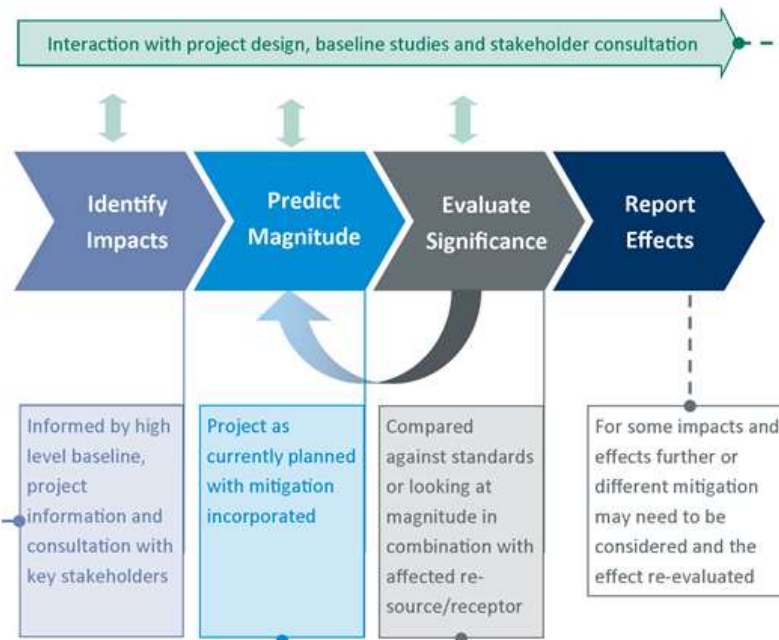 Interaction with project design, baseline studies and stakeholder consultation
Identify
Impacts
Predict
Magnitude
Evaluate
Significance
Report
Effects
Informed by high
level baseline,
project
information and
consultation with
key stakeholders
Project as
currently planned
with mitigation
incorporated
Compared
against standards
or looking at
magnitude in
combination with
affected re-
source/receptor
For some impacts and
effects further or
different mitigation
may need to be
considered and the
effect re-evaluated